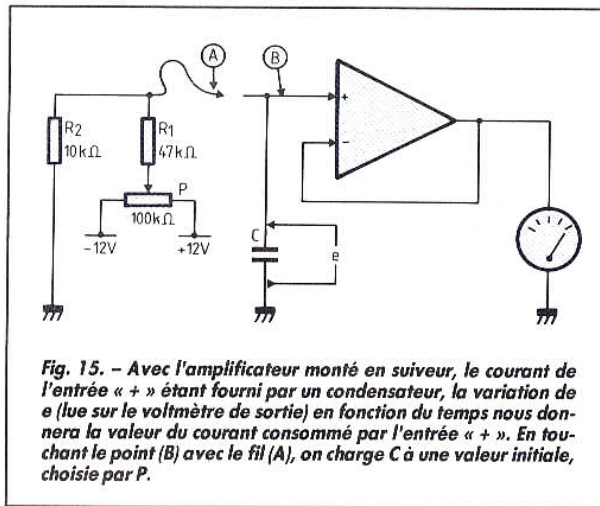 A
B
R2
10kΩ
R1
47kΩ
P
100kΩ
-12V
+12V
+
−
C
e
Fig. 15. – Avec l'amplificateur monté en suiveur, le courant de
l'entrée « + » étant fourni par un condensateur, la variation de
e (lue sur le voltmètre de sortie) en fonction du temps nous don-
nera la valeur du courant consommé par l'entrée « + ». En tou-
chant le point (B) avec le fil (A), on charge C à une valeur initiale,
choisie par P.